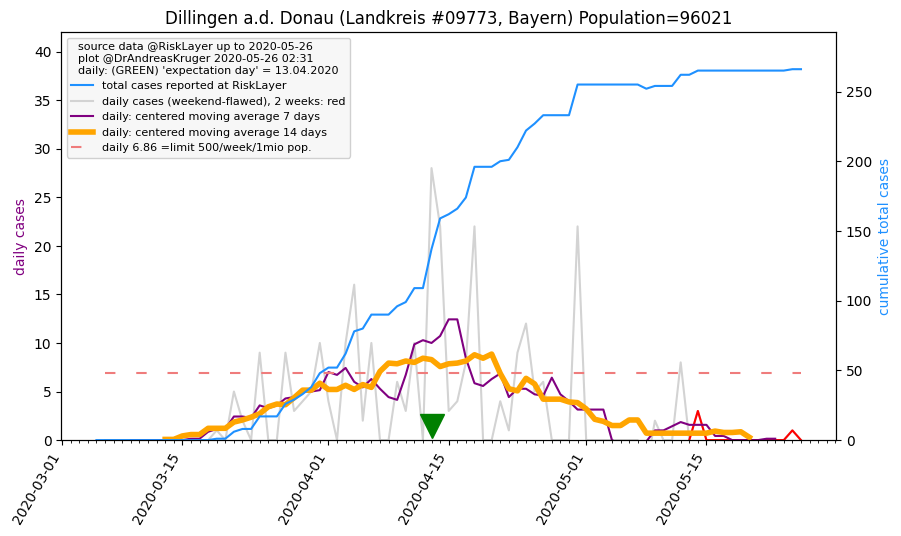 Dillingen a.d. Donau (Landkreis #09773, Bayern) Population=96021
source data @RiskLayer up to 2020-05-26
plot @DrAndreasKruger 2020-05-26 02:31
daily: (GREEN) 'expectation day' = 13.04.2020
total cases reported at RiskLayer
daily cases (weekend-flawed), 2 weeks: red
daily: centered moving average 7 days
daily: centered moving average 14 days
daily 6.86 =limit 500/week/1mio pop.
daily cases
40
35
30
25
20
15
10
5
0
cumulative total cases
250
200
150
100
50
0
2020-03-01
2020-03-15
2020-04-01
2020-04-15
2020-05-01
2020-05-15